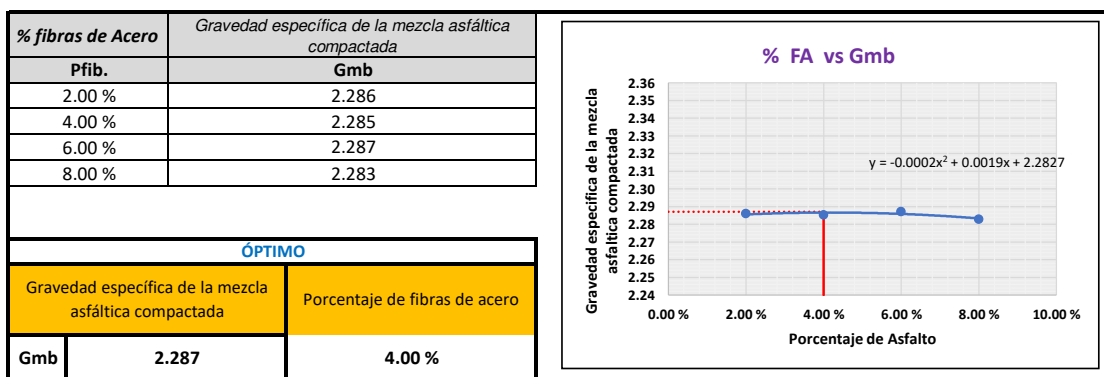 % fibras de Acero
Gravedad específica de la mezcla asfáltica
compactada
Pfib.
Gmb
2.00 %
2.286
4.00 %
2.285
6.00 %
2.287
8.00 %
2.283
ÓPTIMO
Gravedad específica de la mezcla
asfáltica compactada
Porcentaje de fibras de acero
Gmb
2.287
4.00 %
% FA vs Gmb
Gravedad específica de la mezcla
asfaltica compactada
2.36
2.35
2.34
2.33
2.32
2.31
2.30
2.29
2.28
2.27
2.26
2.25
2.24
y = -0.0002x² + 0.0019x + 2.2827
0.00 %
2.00 %
4.00 %
6.00 %
8.00 %
10.00 %
Porcentaje de Asfalto